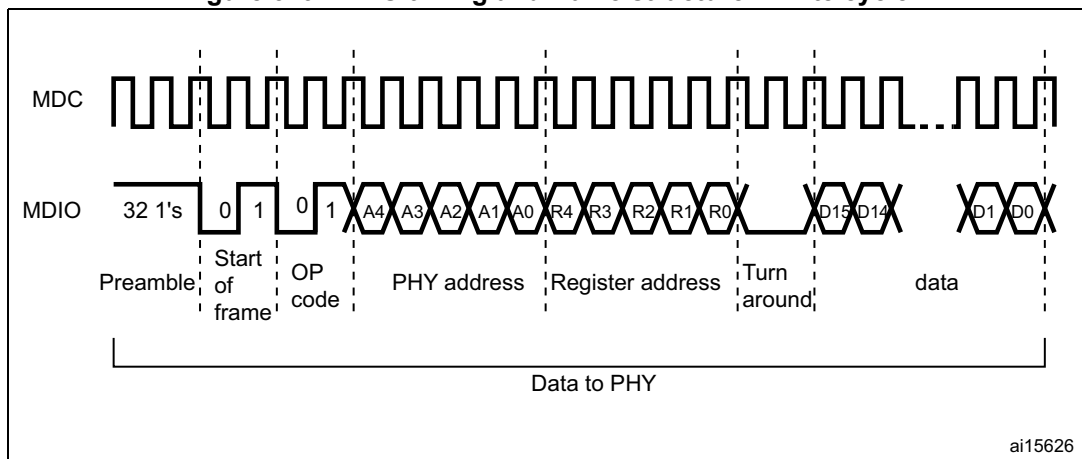 MDC
MDIO
32 1's 0 1 0 1 A4 A3 A2 A1 A0 R4 R3 R2 R1 R0 D15 D14 D1 D0
Preamble
Start
of
frame
OP
code
PHY address
Register address
Turn
around
data
Data to PHY
ai15626